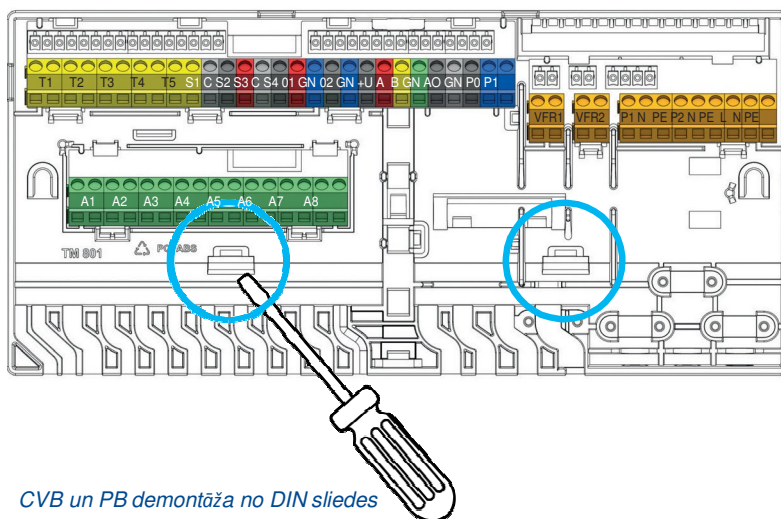 T1 T2 T3 T4 T5 S1 C S2 S3 C S4 01 GN 02 GN +U A B GN AO GN P0 P1
VFR1 VFR2 P1 N PE P2 N PE L N PE
A1 A2 A3 A4 A5 A6 A7 A8
TM 801 PC/ABS
CVB un PB demontāža no DIN sliedes